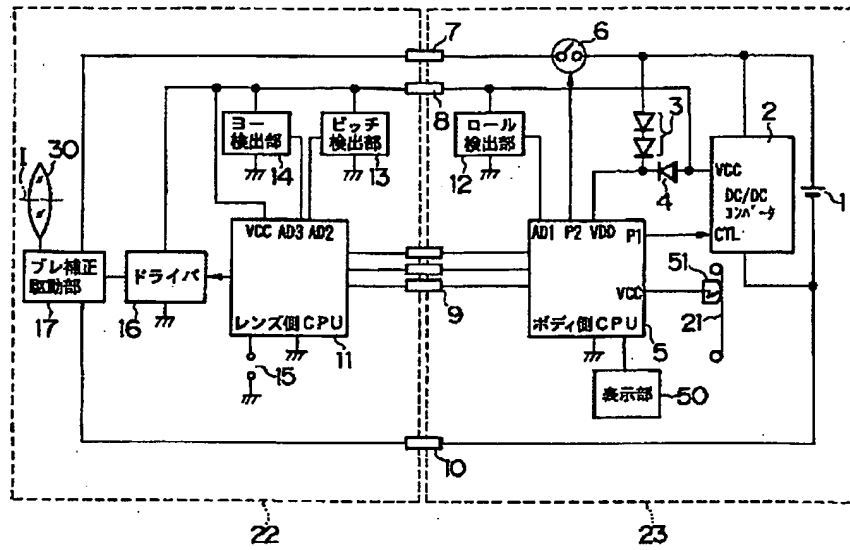 7
6
8
3
2
ヨー
検出部
14
ピッチ
検出部
13
ロール
検出部
12
4
VCC
DC/DC
コンバータ
CTL
1
I
30
VCC AD3 AD2
AD1 P2 VDD P1
ブレ補正
駆動部
17
ドライバ
16
レンズ側CPU
11
15
9
VCC
ボディ側CPU
5
51
21
表示部
50
10
22
23